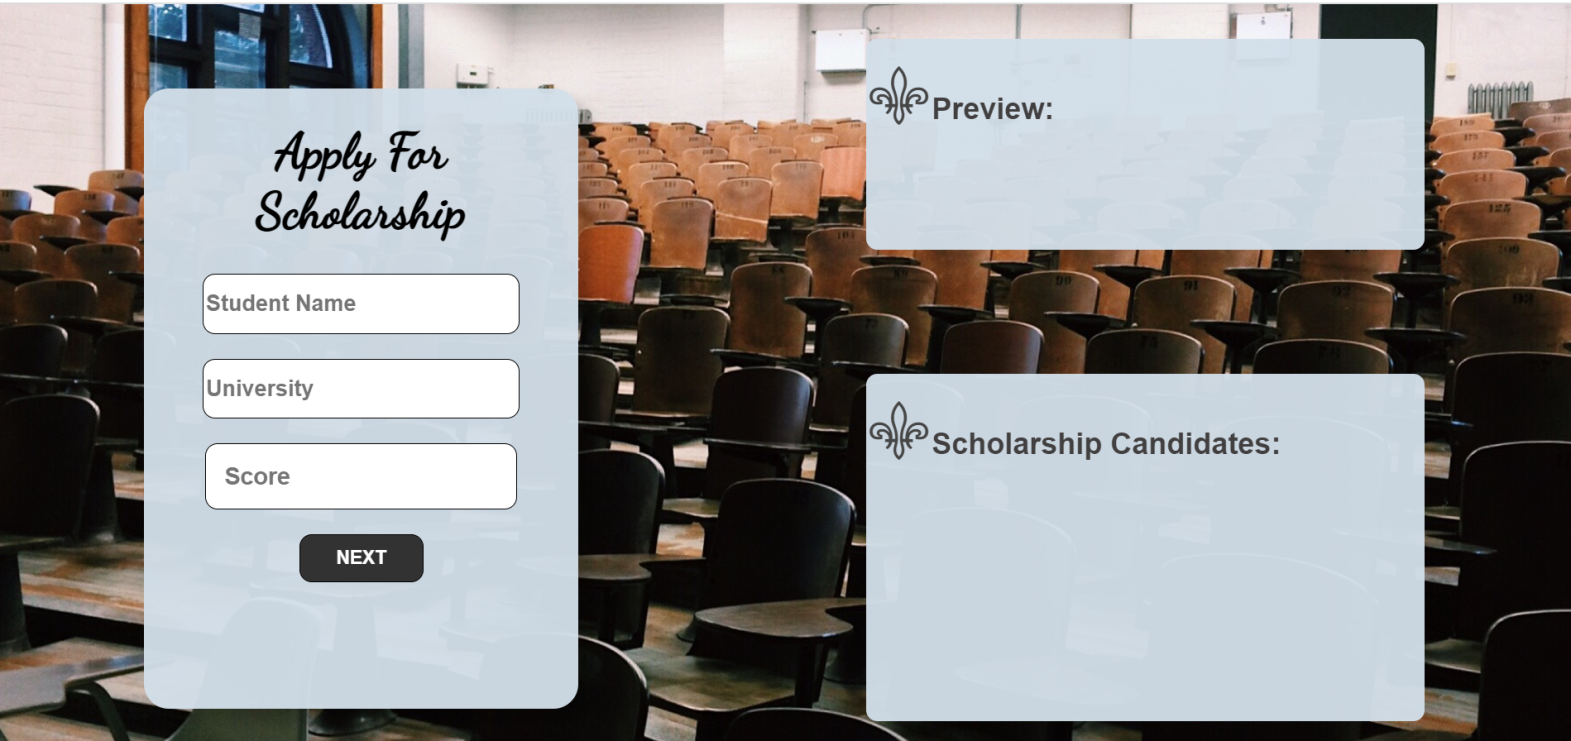 Apply For
Scholarship
Student Name
University
Score
NEXT
Preview:
Scholarship Candidates: